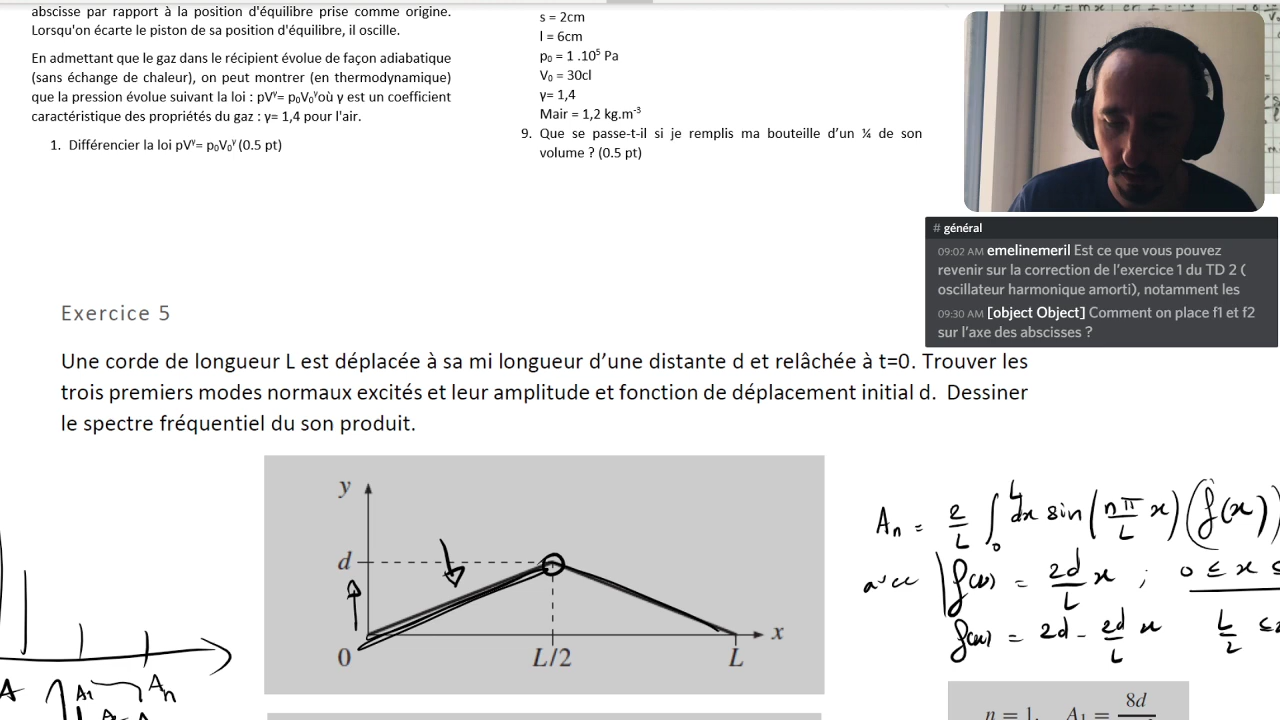 abscisse par rapport à la position d'équilibre prise comme origine.
Lorsqu'on écarte le piston de sa position d'équilibre, il oscille.
En admettant que le gaz dans le récipient évolue de façon adiabatique
(sans échange de chaleur), on peut montrer (en thermodynamique)
que la pression évolue suivant la loi : pVᵞ= p₀V₀ᵞoù γ est un coefficient
caractéristique des propriétés du gaz : γ= 1,4 pour l'air.
1. Différencier la loi pVᵞ= p₀V₀ᵞ (0.5 pt)
s = 2cm
l = 6cm
p₀ = 1 .10⁵ Pa
V₀ = 30cl
γ= 1,4
Mair = 1,2 kg.m⁻³
9. Que se passe-t-il si je remplis ma bouteille d'un ¼ de son
volume ? (0.5 pt)
# général
09:02 AM emelinemeril Est ce que vous pouvez
revenir sur la correction de l'exercice 1 du TD 2 (
oscillateur harmonique amorti), notamment les
09:30 AM [object Object] Comment on place f1 et f2
sur l'axe des abscisses ?
Exercice 5
Une corde de longueur L est déplacée à sa mi longueur d'une distante d et relâchée à t=0. Trouver les
trois premiers modes normaux excités et leur amplitude et fonction de déplacement initial d. Dessiner
le spectre fréquentiel du son produit.
y
d
0
L/2
L
x
Aₙ = 2/L ∫₀ᴸ dx sin(nπ/L x) (f(x))
avec f(x) = 2d/L x ; 0 ≤ x ≤
f(x) = 2d - 2d/L x L/2 ≤
A A₁ Aₙ
n = 1, A₁ = 8d